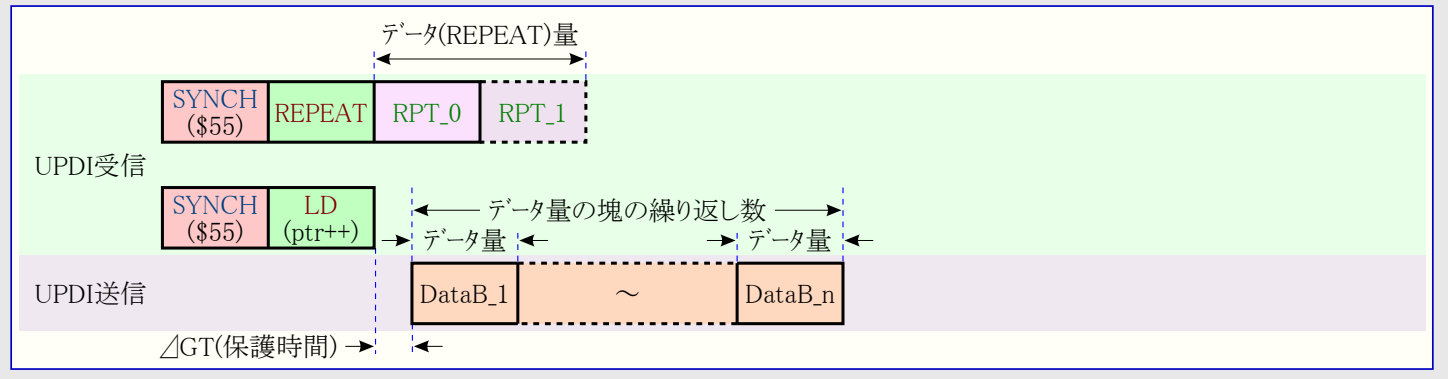 データ(REPEAT)量
SYNCH
($55)
REPEAT
RPT_0
RPT_1
UPDI受信
SYNCH
($55)
LD
(ptr++)
データ量の塊の繰り返し数
データ量
データ量
UPDI送信
DataB_1
～
DataB_n
⊿GT(保護時間)